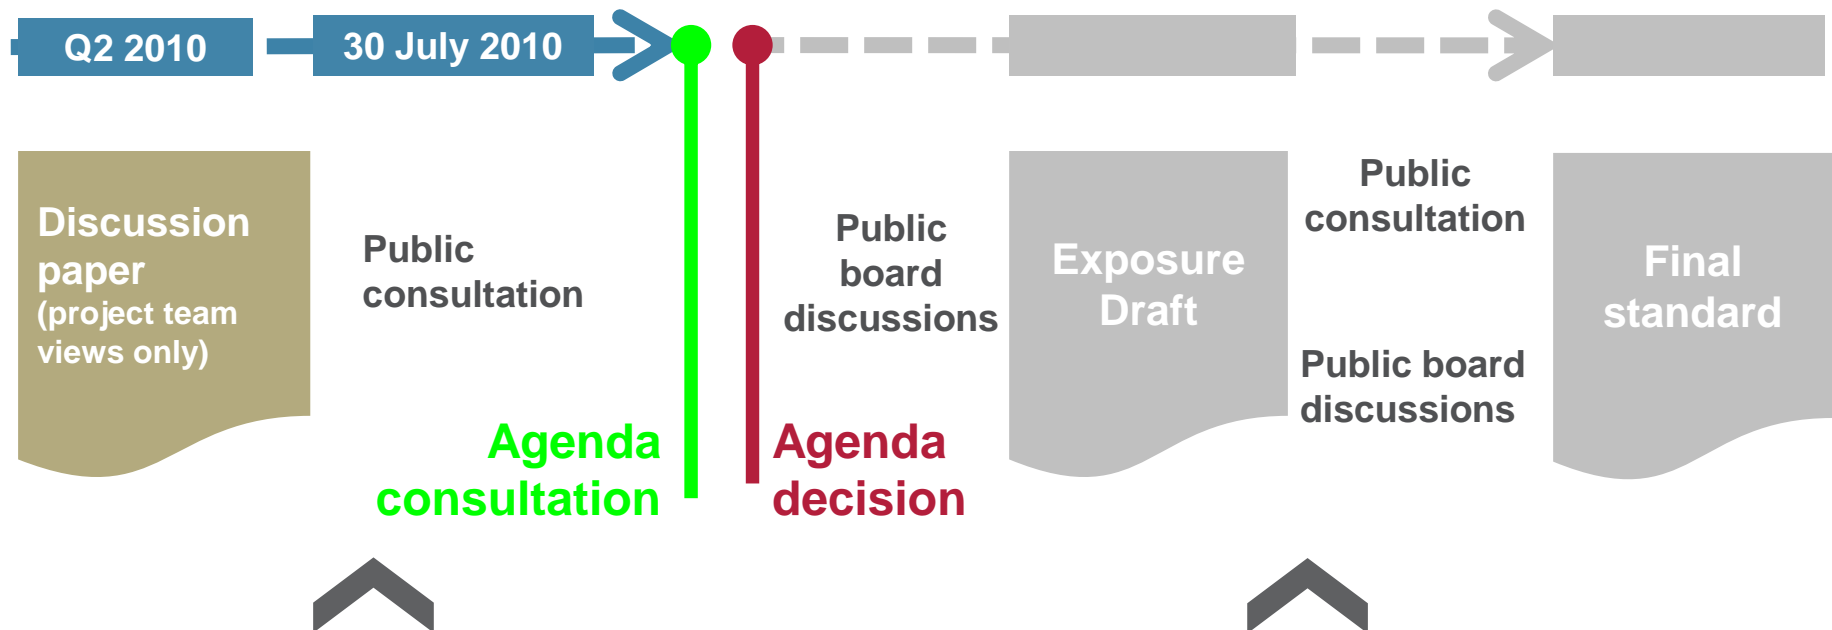 Q2 2010
30 July 2010
Discussion
paper
(project team
views only)
Public
consultation
Agenda
consultation
Agenda
decision
Public
board
discussions
Exposure
Draft
Public
consultation
Public board
discussions
Final
standard